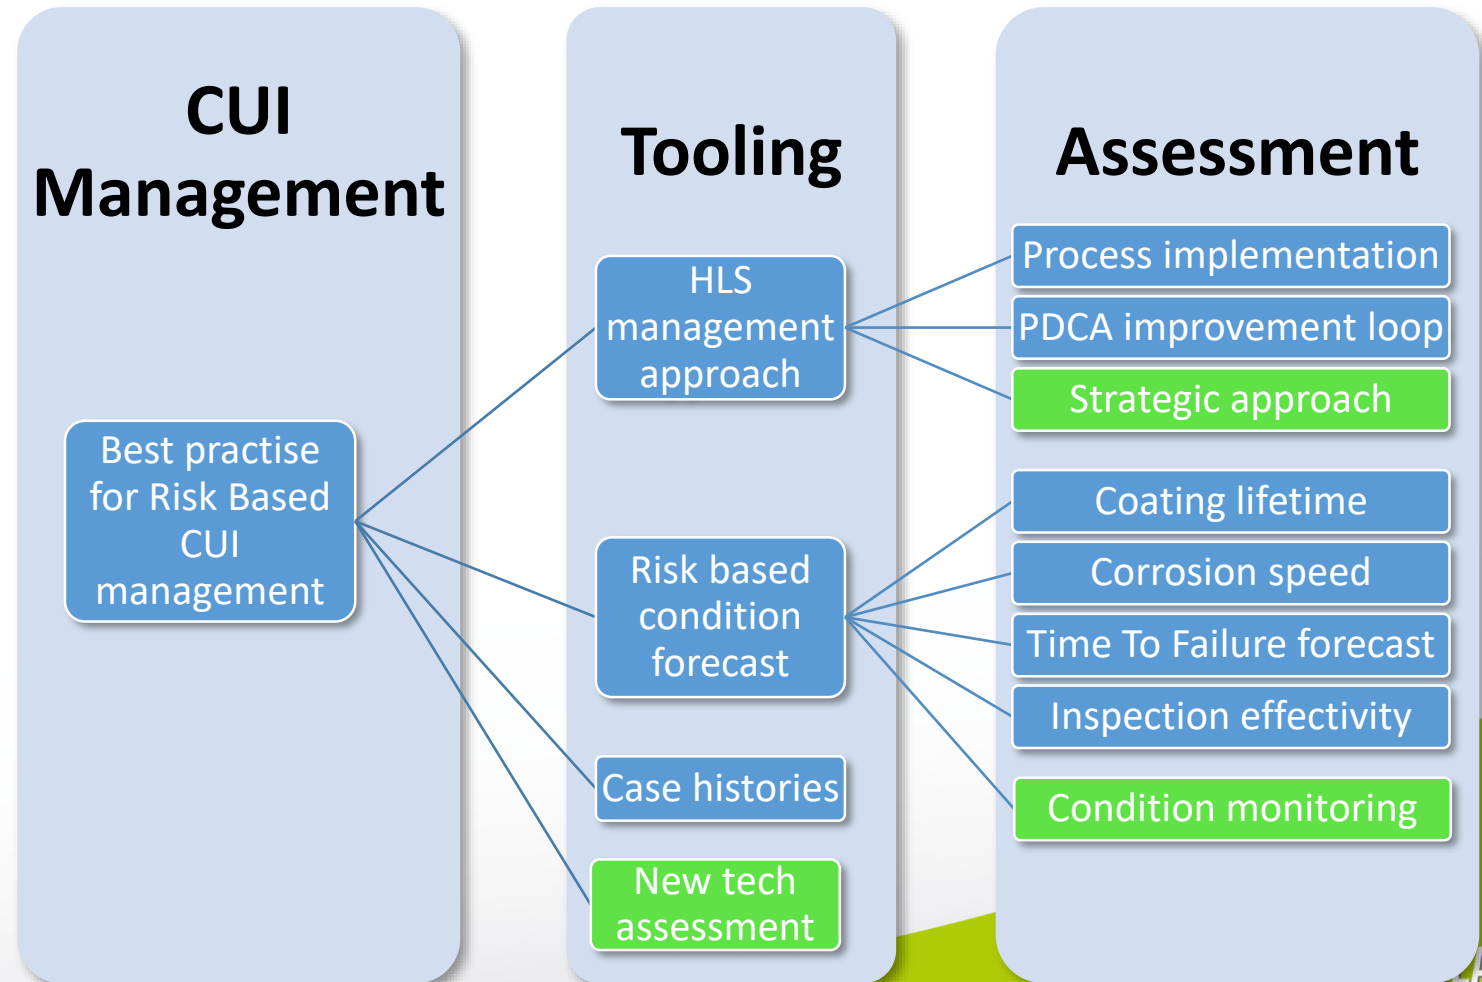 CUI
Management
Best practise
for Risk Based
CUI
management
Tooling
HLS
management
approach
Risk based
condition
forecast
Case histories
New tech
assessment
Assessment
Process implementation
PDCA improvement loop
Strategic approach
Coating lifetime
Corrosion speed
Time To Failure forecast
Inspection effectivity
Condition monitoring